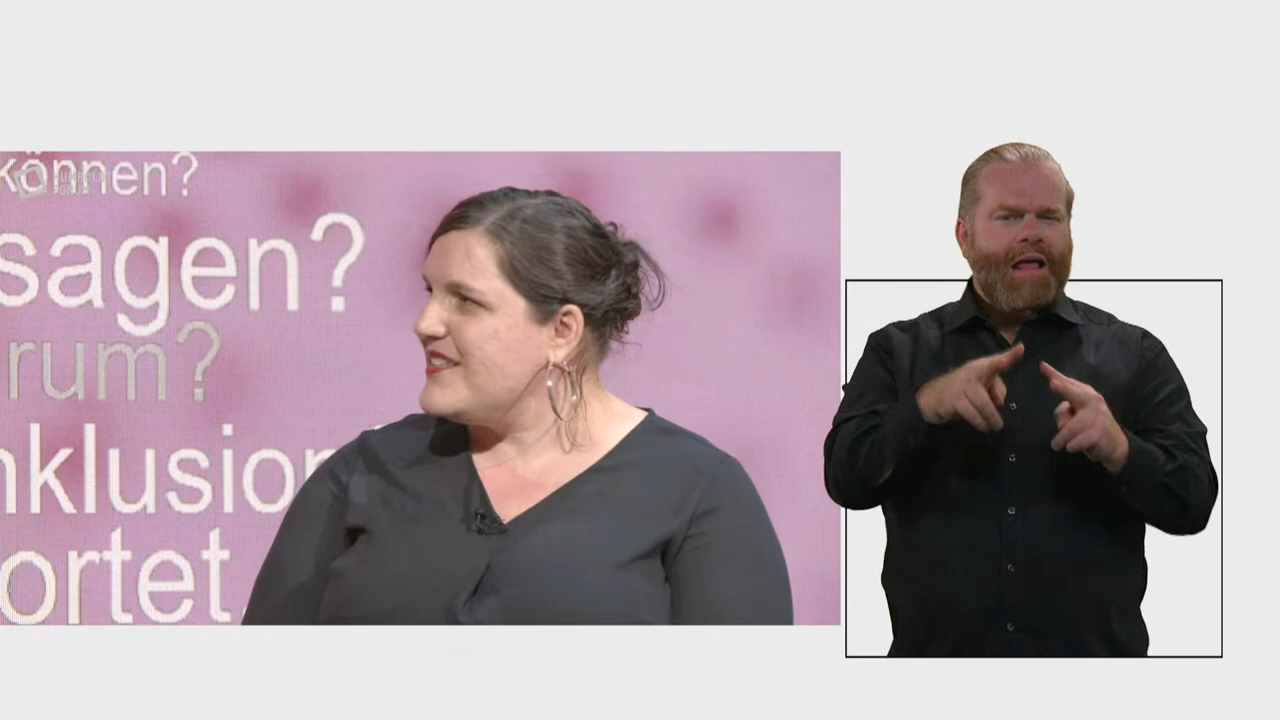 können?
sagen?
rum?
nklusion
ortet.